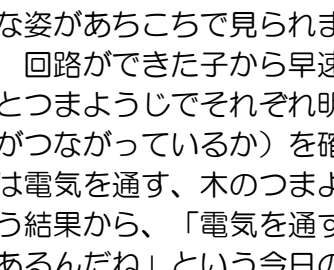 な姿があちこちで見られま
回路ができた子から早速
とつまようじでそれぞれ明
がつながっているか）を確
は電気を通す、木のつまよ
う結果から、「電気を通す
あるんだね」という今日の